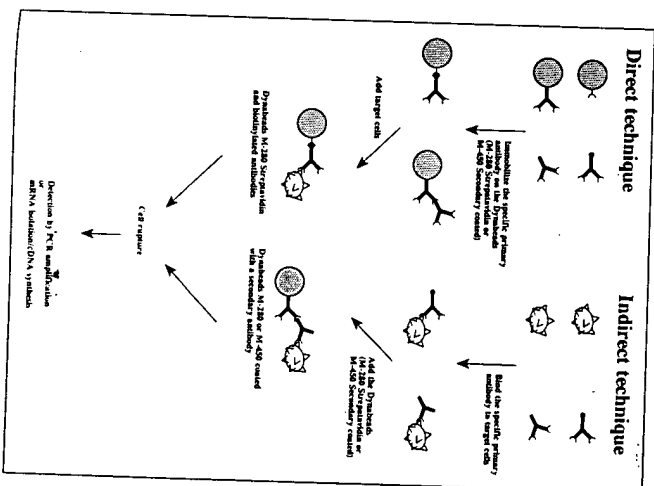 Direct technique
Indirect technique
Immobilize the specific primary
antibody on the Dynabeads
(M-280 Streptavidin or
M-450 Secondary coated)
Bind the specific primary
antibody to target cells
Add target cells
Add the Dynabeads
(M-280 Streptavidin or
M-450 Secondary coated)
Dynabeads M-280 Streptavidin
and biotinylated antibodies
Dynabeads M-280 or M-450 coated
with a secondary antibody
Cell rupture
Detection by PCR amplification
or
mRNA isolation/cDNA synthesis